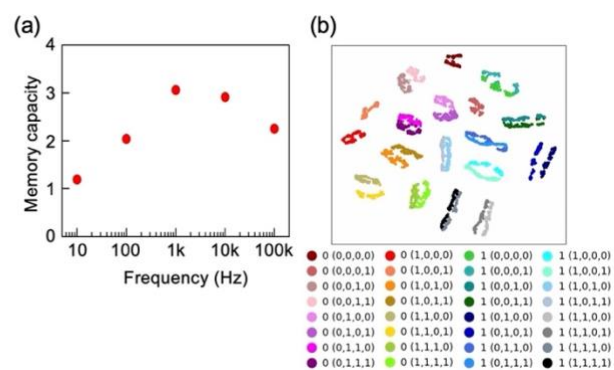 (a)
(b)
4
3
2
1
0
Memory capacity
10 100 1k 10k 100k
Frequency (Hz)
0 (0,0,0,0) 0 (1,0,0,0) 1 (0,0,0,0) 1 (1,0,0,0)
0 (0,0,0,1) 0 (1,0,0,1) 1 (0,0,0,1) 1 (1,0,0,1)
0 (0,0,1,0) 0 (1,0,1,0) 1 (0,0,1,0) 1 (1,0,1,0)
0 (0,0,1,1) 0 (1,0,1,1) 1 (0,0,1,1) 1 (1,0,1,1)
0 (0,1,0,0) 0 (1,1,0,0) 1 (0,1,0,0) 1 (1,1,0,0)
0 (0,1,0,1) 0 (1,1,0,1) 1 (0,1,0,1) 1 (1,1,0,1)
0 (0,1,1,0) 0 (1,1,1,0) 1 (0,1,1,0) 1 (1,1,1,0)
0 (0,1,1,1) 0 (1,1,1,1) 1 (0,1,1,1) 1 (1,1,1,1)